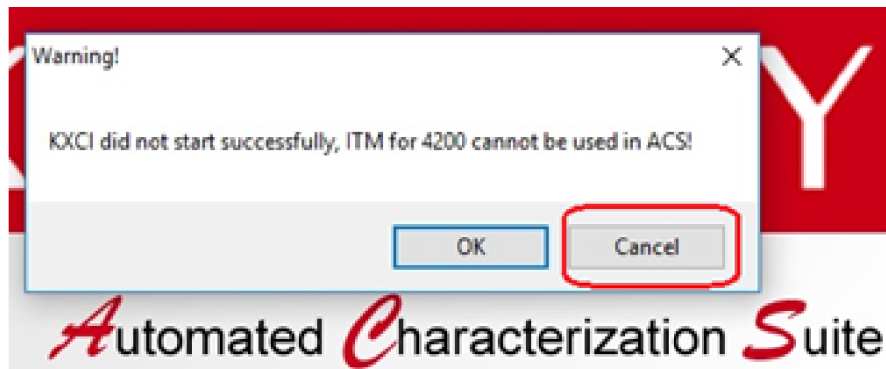 Warning!
Y
KXCI did not start successfully, ITM for 4200 cannot be used in ACS!
OK
Cancel
Automated Characterization Suite